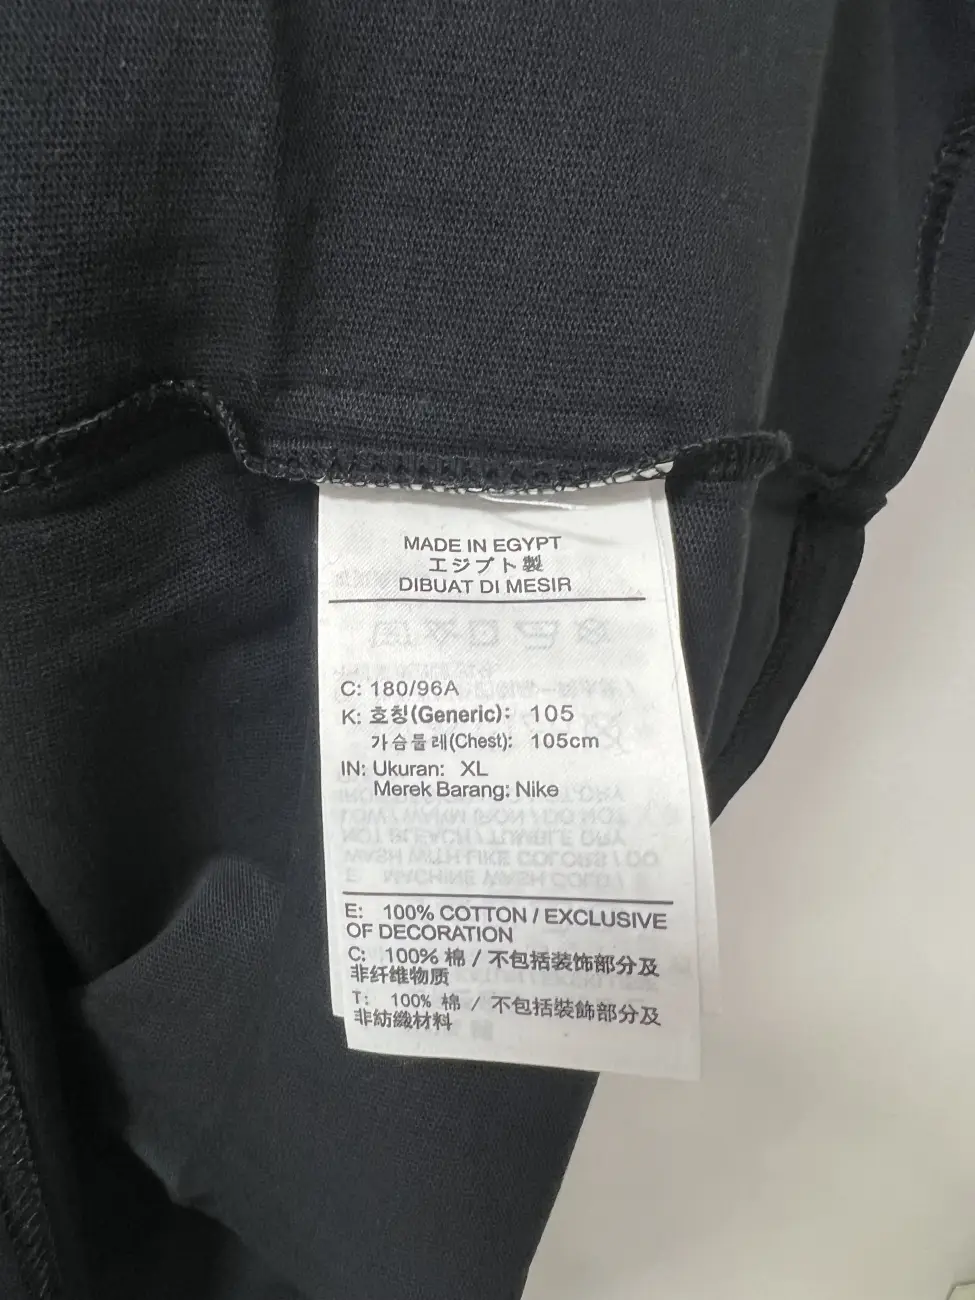 MADE IN EGYPT
エジプト製
DIBUAT DI MESIR
C: 180/96A
K: 호칭(Generic): 105
가슴둘레(Chest): 105cm
IN: Ukuran: XL
Merek Barang: Nike
E: 100% COTTON / EXCLUSIVE
OF DECORATION
C: 100% 棉 / 不包括装饰部分及
非纤维物质
T: 100% 棉 / 不包括裝飾部分及
非紡織材料